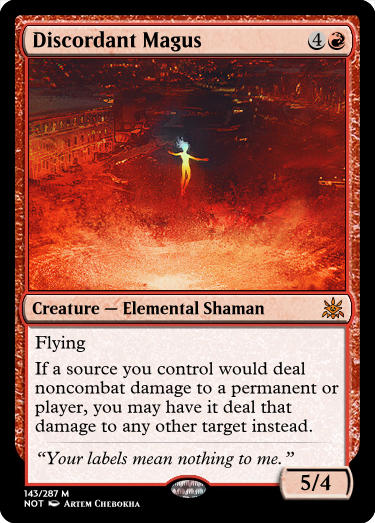 Discordant Magus 4
Creature — Elemental Shaman
Flying
If a source you control would deal
noncombat damage to a permanent or
player, you may have it deal that
damage to any other target instead.
“Your labels mean nothing to me.”
5/4
143/287 M
NOT Artem Chebokha